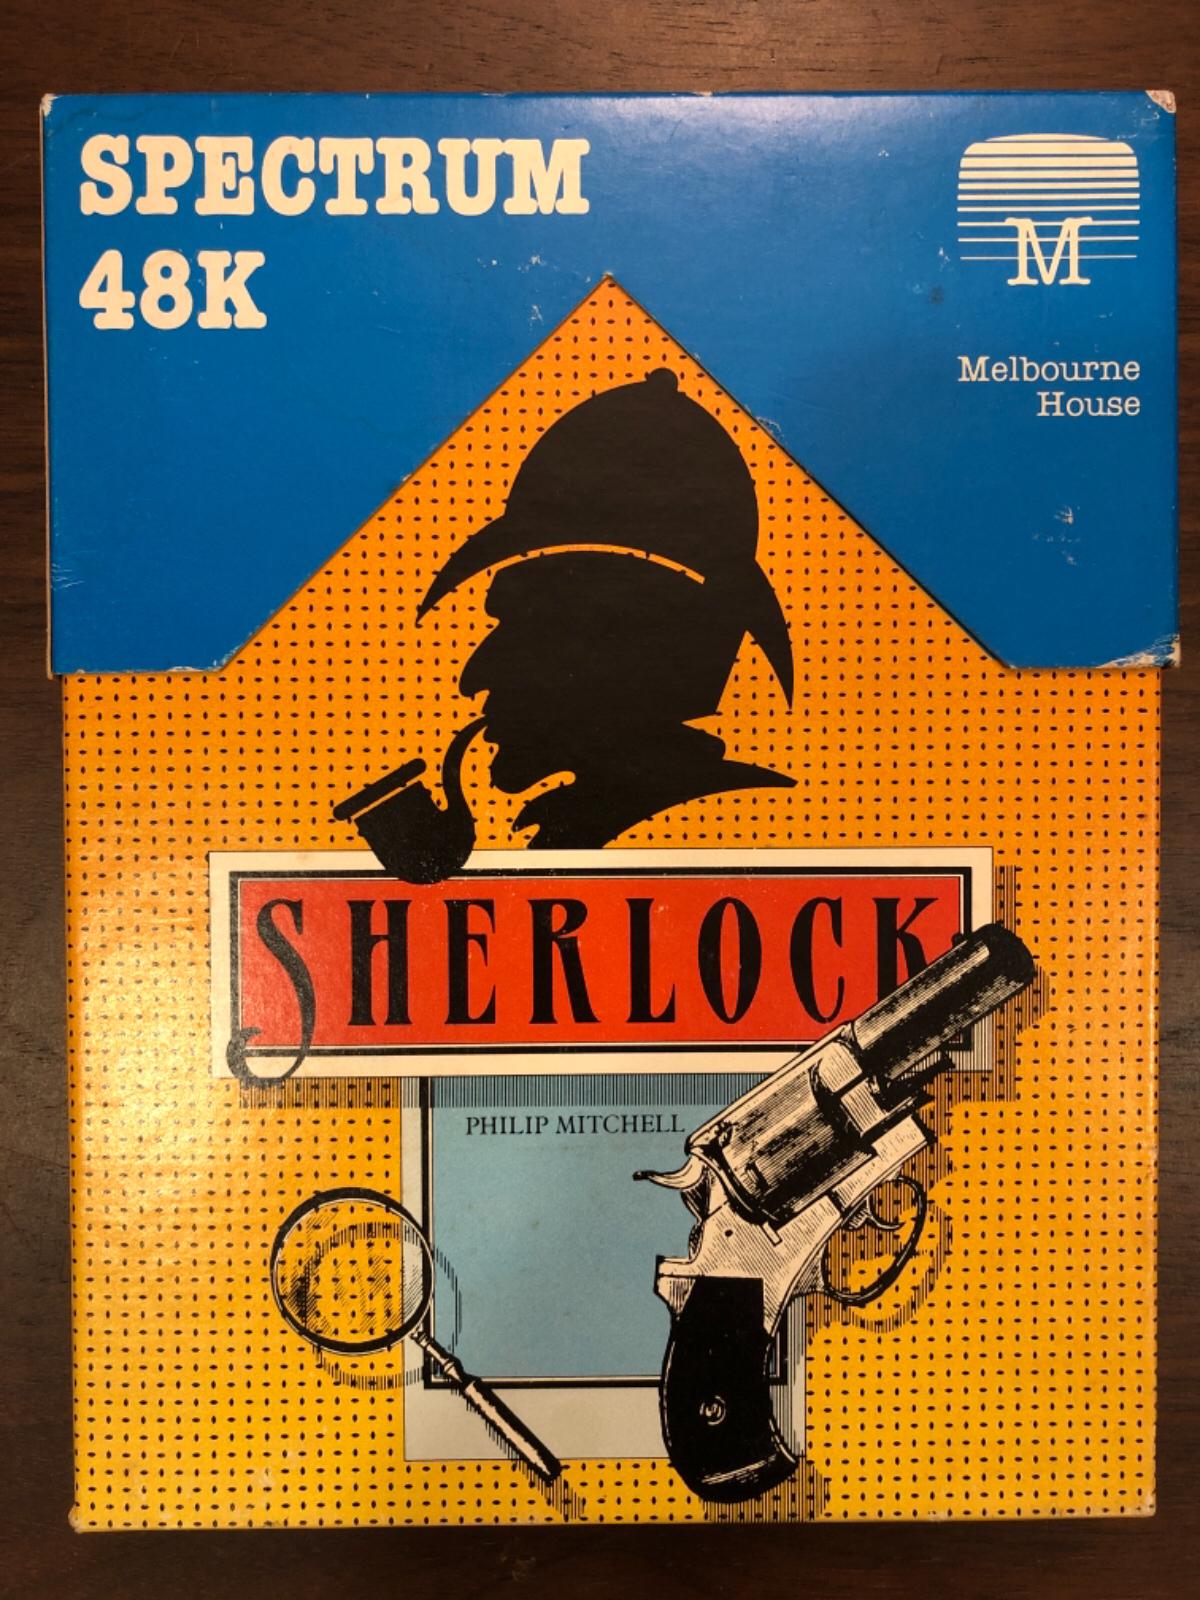 SPECTRUM
48K
M
Melbourne
House
SHERLOCK
PHILIP MITCHELL